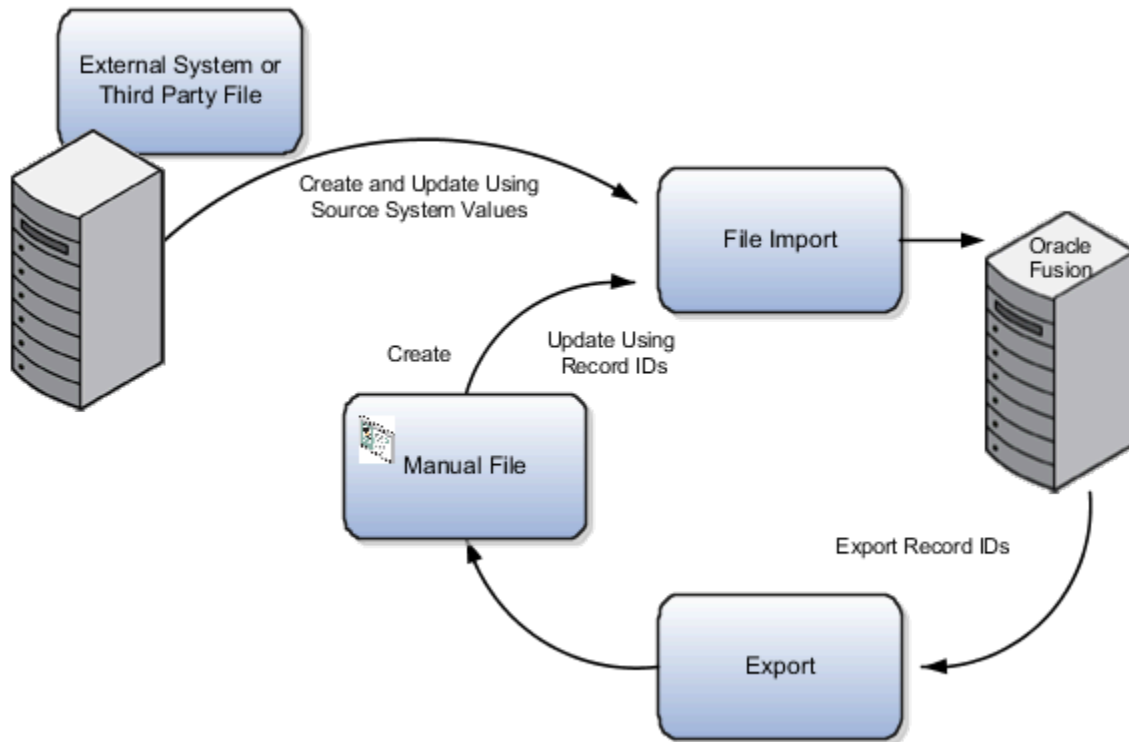 External System or
Third Party File
Create and Update Using
Source System Values
File Import
Oracle
Fusion
Create
Update Using
Record IDs
Manual File
Export Record IDs
Export